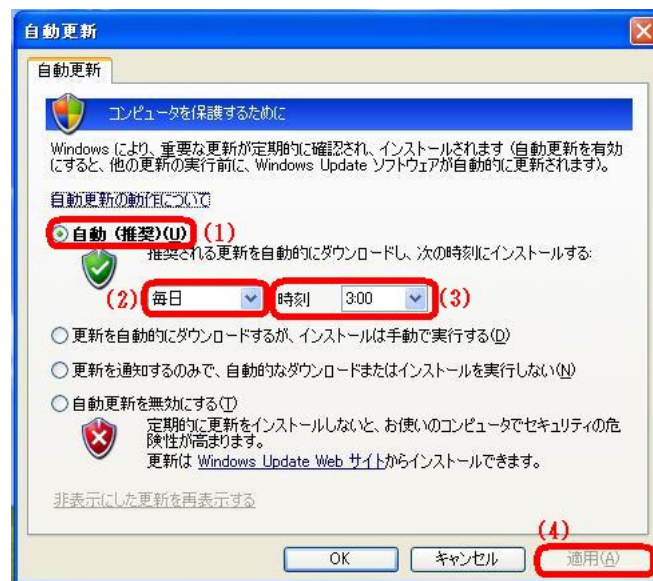 自動更新
自動更新
コンピュータを保護するために
Windows により、重要な更新が定期的に確認され、インストールされます (自動更新を有効
にすると、他の更新の実行前に、Windows Update ソフトウェアが自動的に更新されます)。
自動更新の動作について
自動 (推奨)(U) (1)
推奨される更新を自動的にダウンロードし、次の時刻にインストールする:
(2) 毎日 時刻 3:00 (3)
更新を自動的にダウンロードするが、インストールは手動で実行する(D)
更新を通知するのみで、自動的なダウンロードまたはインストールを実行しない(N)
自動更新を無効にする(T)
定期的に更新をインストールしないと、お使いのコンピュータでセキュリティの危
険性が高まります。
更新は Windows Update Web サイトからインストールできます。
非表示にした更新を再表示する
(4)
OK キャンセル 適用(A)